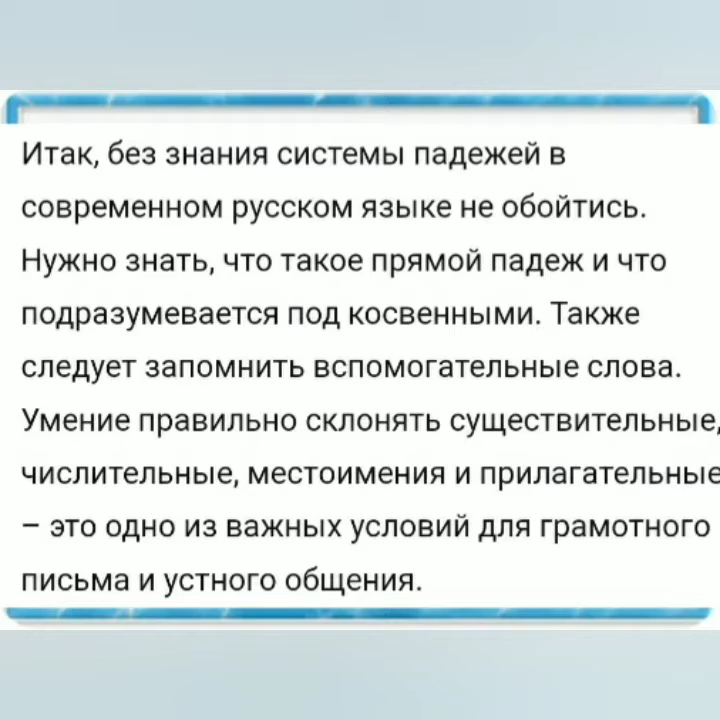 Итак, без знания системы падежей в
современном русском языке не обойтись.
Нужно знать, что такое прямой падеж и что
подразумевается под косвенными. Также
следует запомнить вспомогательные слова.
Умение правильно склонять существительные,
числительные, местоимения и прилагательные
– это одно из важных условий для грамотного
письма и устного общения.